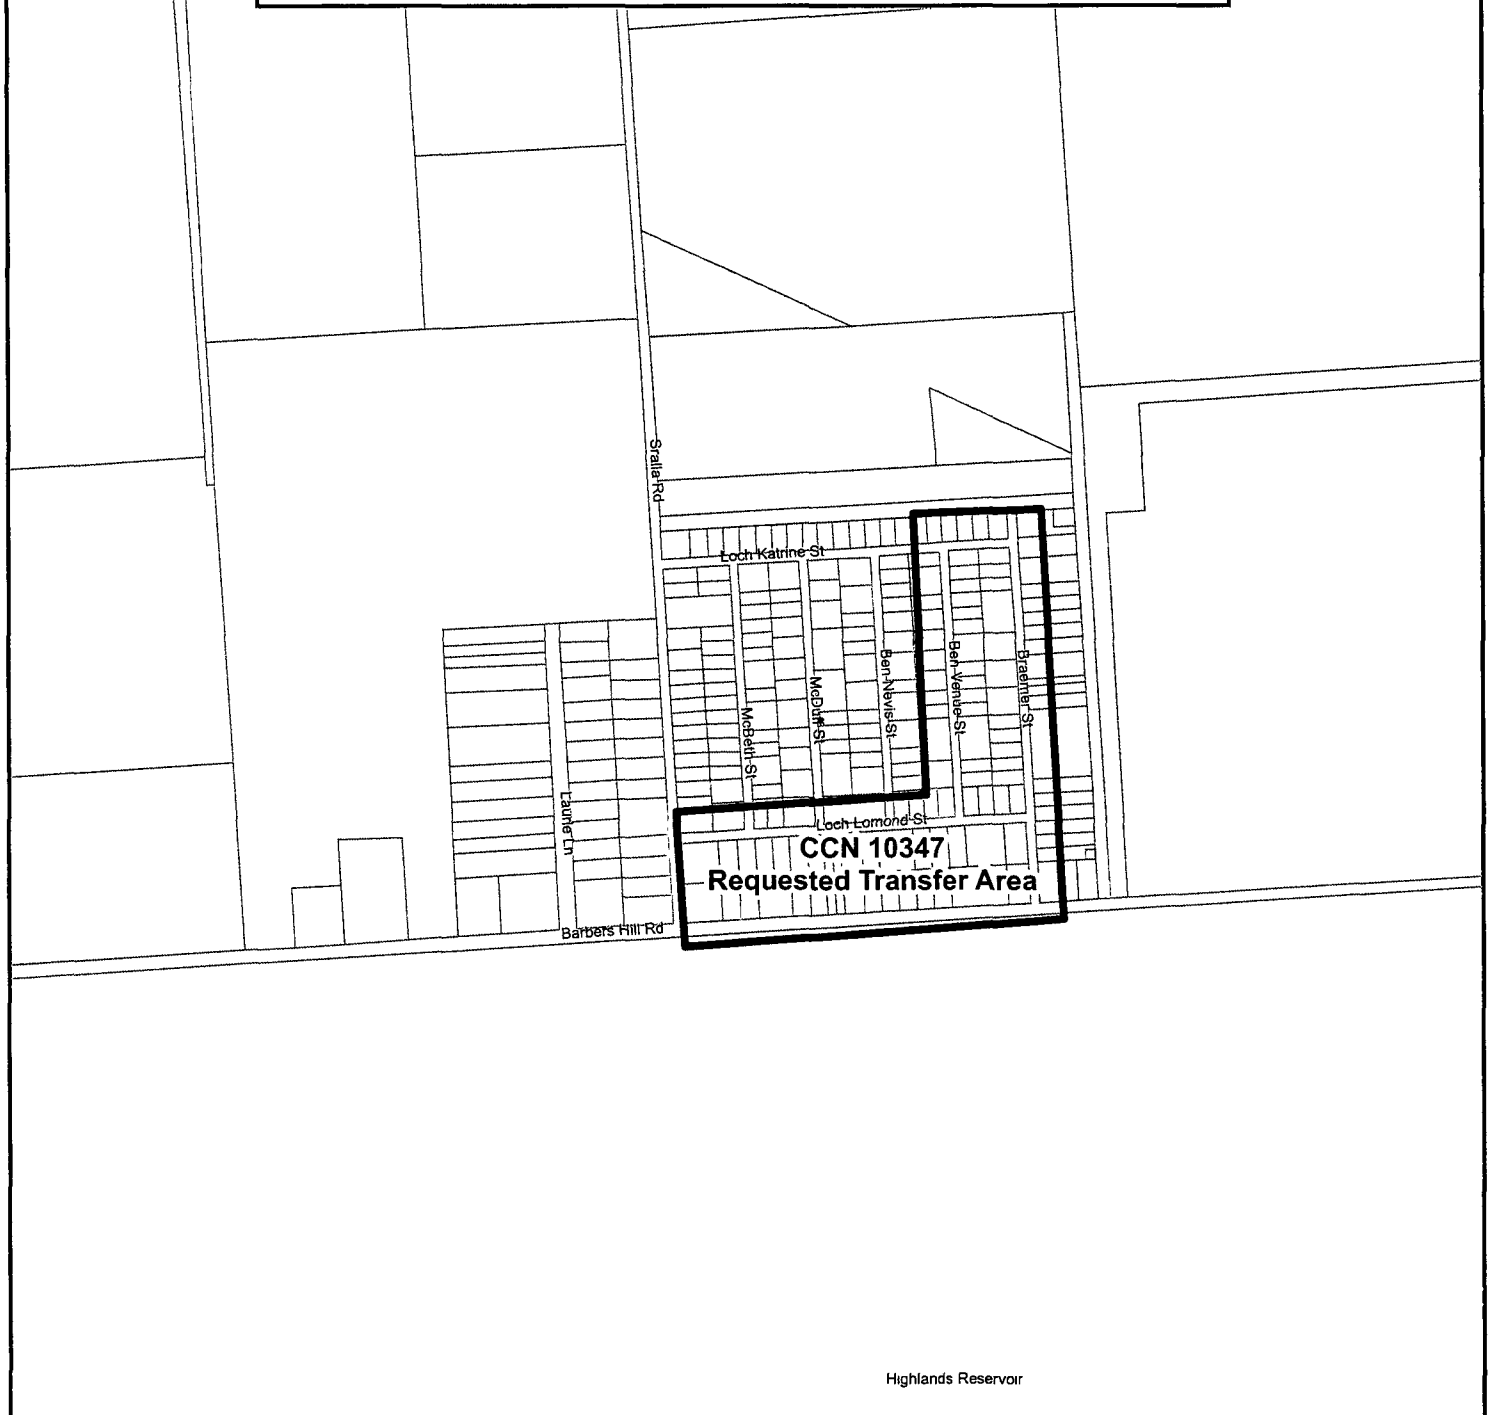 Sralla Rd
Loch Katrine St
Ben Nevis St
Ben Venue St
Braemer St
McDuff St
McBeth St
Laurie Ln
Loch Lomond St
CCN 10347
Requested Transfer Area
Barbers Hill Rd
Highlands Reservoir